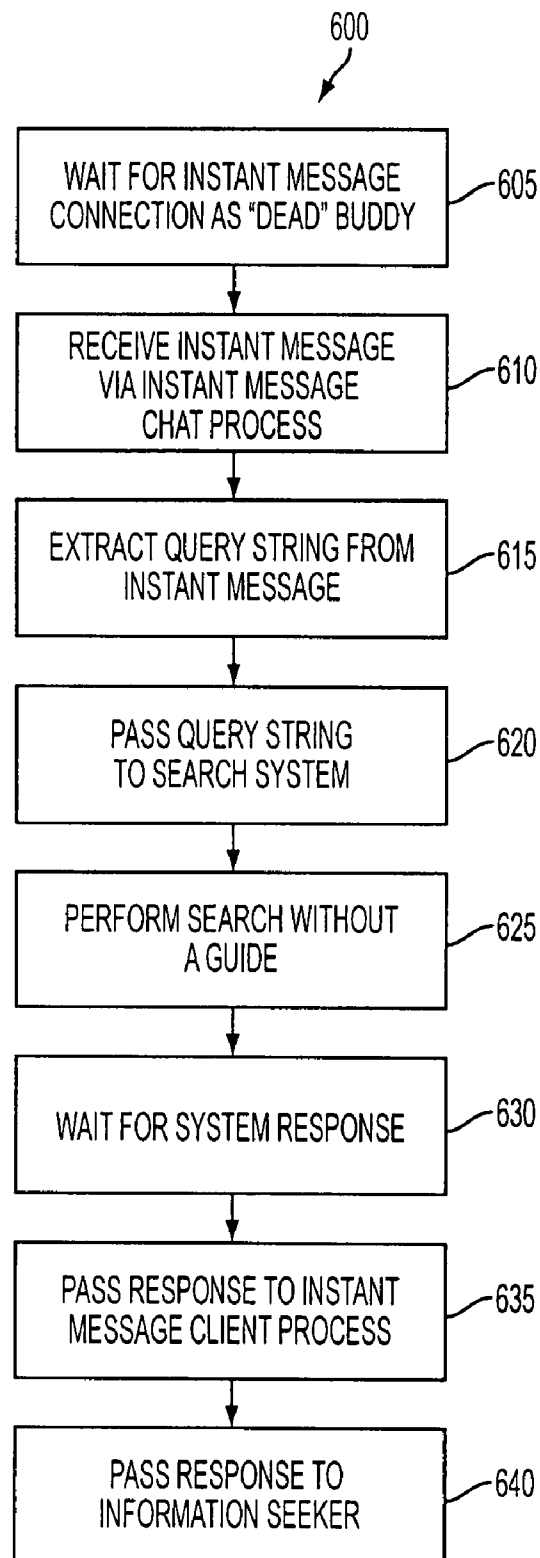 600
WAIT FOR INSTANT MESSAGE
CONNECTION AS "DEAD" BUDDY
605
RECEIVE INSTANT MESSAGE
VIA INSTANT MESSAGE
CHAT PROCESS
610
EXTRACT QUERY STRING FROM
INSTANT MESSAGE
615
PASS QUERY STRING
TO SEARCH SYSTEM
620
PERFORM SEARCH WITHOUT
A GUIDE
625
WAIT FOR SYSTEM RESPONSE
630
PASS RESPONSE TO INSTANT
MESSAGE CLIENT PROCESS
635
PASS RESPONSE TO
INFORMATION SEEKER
640